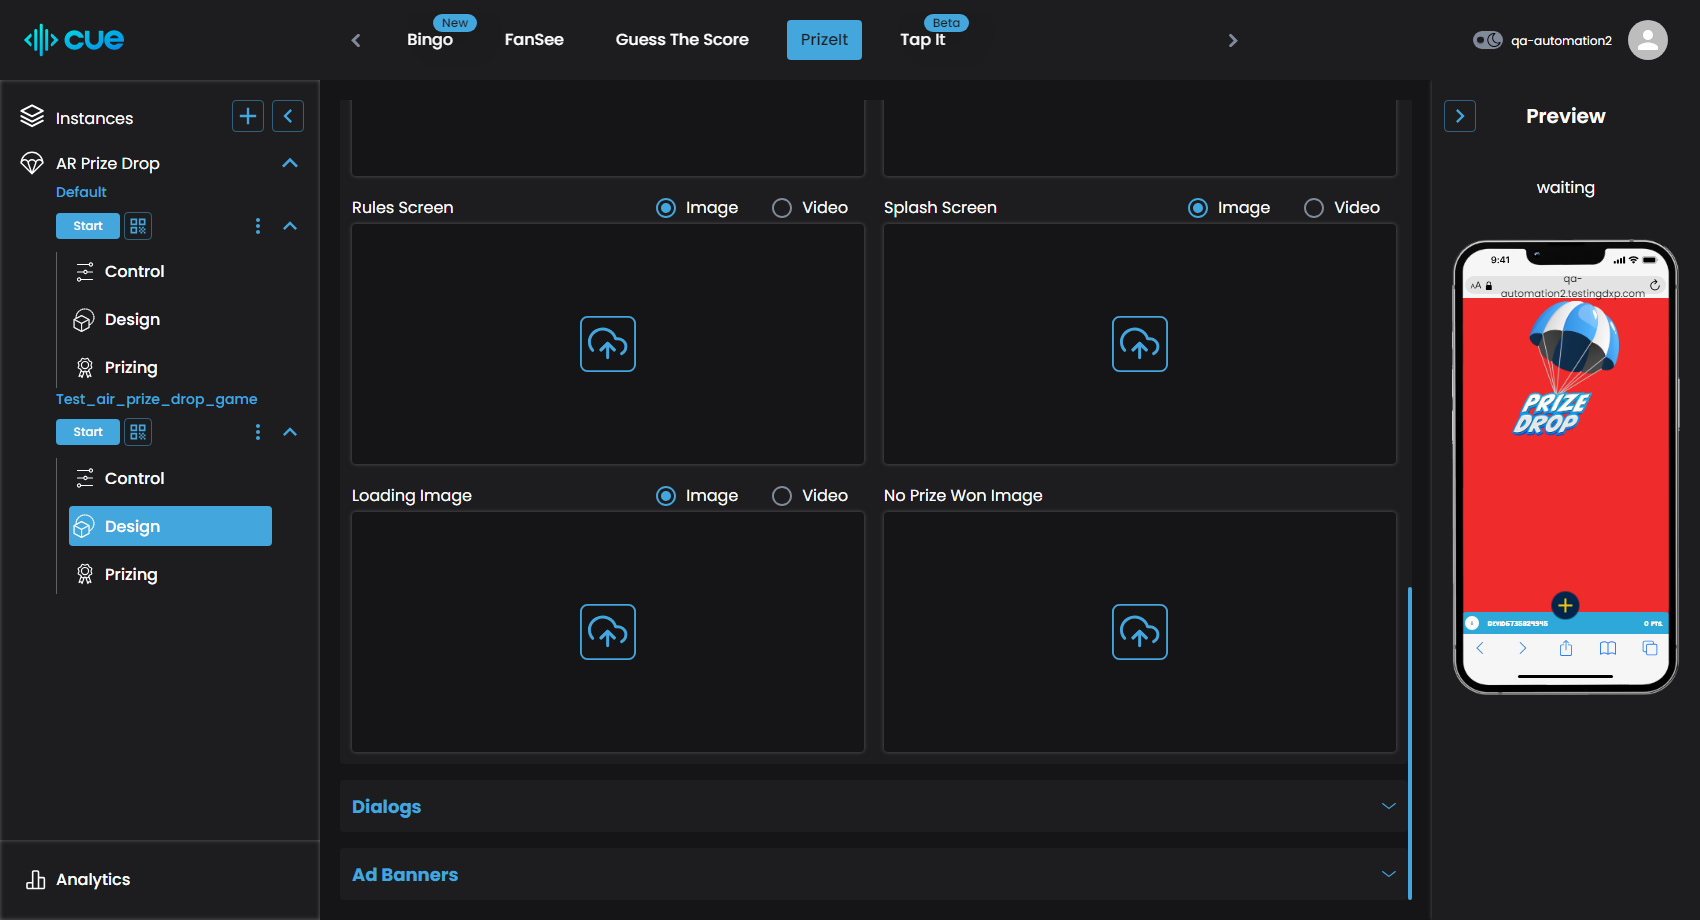 cue
Bingo
New
FanSee
Guess The Score
PrizeIt
Tap It
Beta
qa-automation2
Instances
AR Prize Drop
Default
Start
Control
Design
Prizing
Test_air_prize_drop_game
Start
Control
Design
Prizing
Analytics
Rules Screen
Image
Video
Splash Screen
Image
Video
Loading Image
Image
Video
No Prize Won Image
Dialogs
Ad Banners
Preview
waiting
9:41
AA
qa-
automation2.testingdxp.com
PRIZE
DROP
DEVID6735829945
0 PTS.